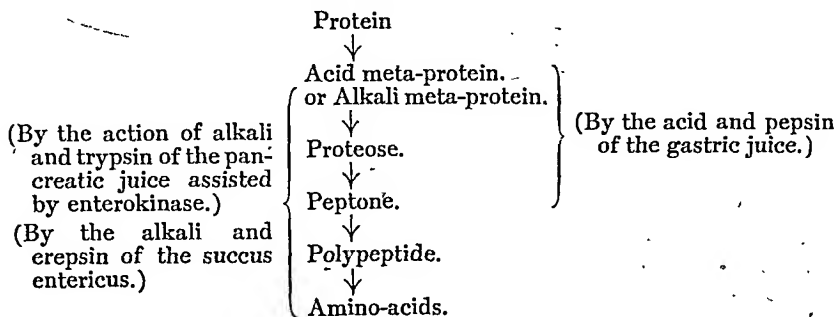 Protein
↓
Acid meta-protein.
or Alkali meta-protein.
↓
Proteose.
↓
Peptone.
↓
Polypeptide.
↓
Amino-acids.
(By the action of alkali
and trypsin of the pan-
creatic juice assisted
by enterokinase.)
(By the alkali and
erepsin of the succus
entericus.)
(By the acid and pepsin
of the gastric juice.)